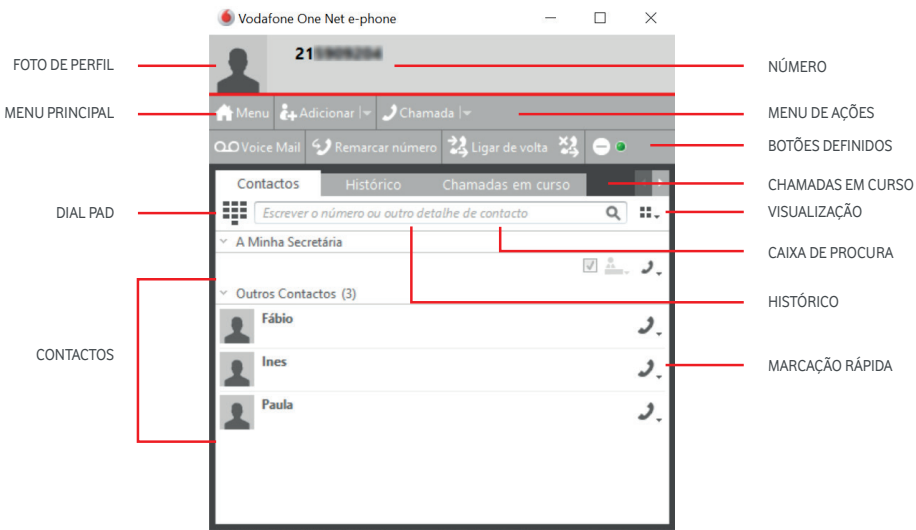 Vodafone One Net e-phone
FOTO DE PERFIL
21
NÚMERO
MENU PRINCIPAL
Menu Adicionar Chamada
MENU DE AÇÕES
Voice Mail Remarcar número Ligar de volta
BOTÕES DEFINIDOS
Contactos Histórico Chamadas em curso
CHAMADAS EM CURSO
DIAL PAD
Escrever o número ou outro detalhe de contacto
VISUALIZAÇÃO
A Minha Secretária
CAIXA DE PROCURA
Outros Contactos (3)
HISTÓRICO
Fábio
CONTACTOS
Ines
MARCAÇÃO RÁPIDA
Paula